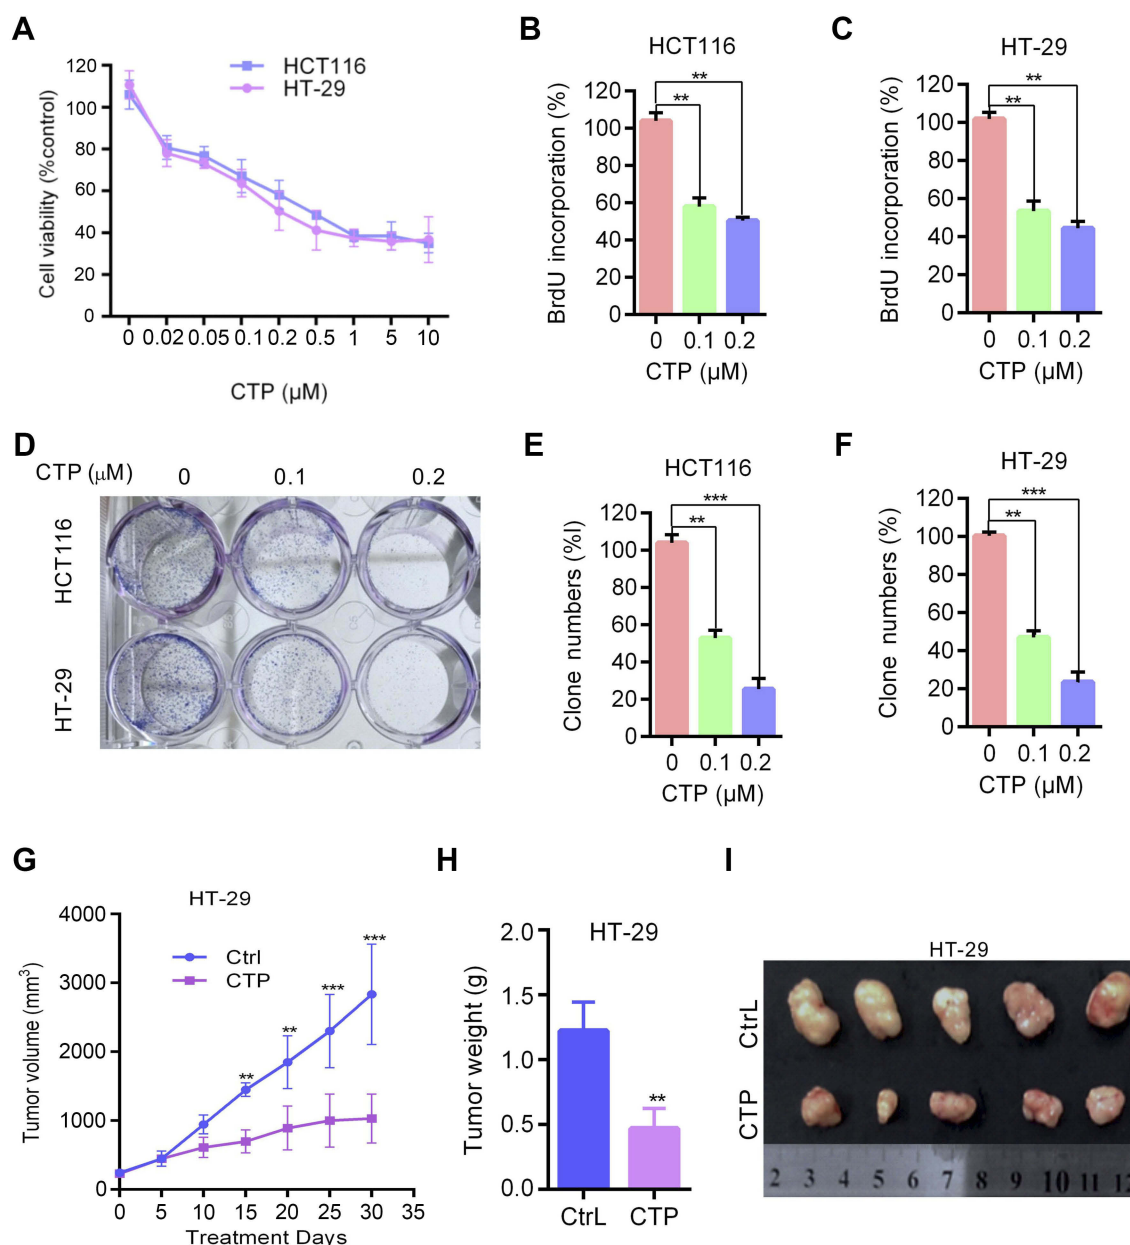 A
HCT116
HT-29
Cell viability (%control)
120
100
80
60
40
20
0
0 0.02 0.05 0.1 0.2 0.5 1 5 10
CTP (μM)
B
HCT116
**
**
BrdU incorporation (%)
120
100
80
60
40
20
0
0 0.1 0.2
CTP (μM)
C
HT-29
**
**
BrdU incorporation (%)
120
100
80
60
40
20
0
0 0.1 0.2
CTP (μM)
D
CTP (μM) 0 0.1 0.2
HCT116
HT-29
E
HCT116
***
**
Clone numbers (%l)
120
100
80
60
40
20
0
0 0.1 0.2
CTP (μM)
F
HT-29
***
**
Clone numbers (%)
120
100
80
60
40
20
0
0 0.1 0.2
CTP (μM)
G
HT-29
Ctrl
CTP
Tumor volume (mm³)
4000
3000
2000
1000
0
** ** *** ***
0 5 10 15 20 25 30 35
Treatment Days
H
HT-29
Tumor weight (g)
2.0
1.5
1.0
0.5
0.0
**
CtrL CTP
I
HT-29
CtrL
CTP
2 3 4 5 6 7 8 9 10 11 12